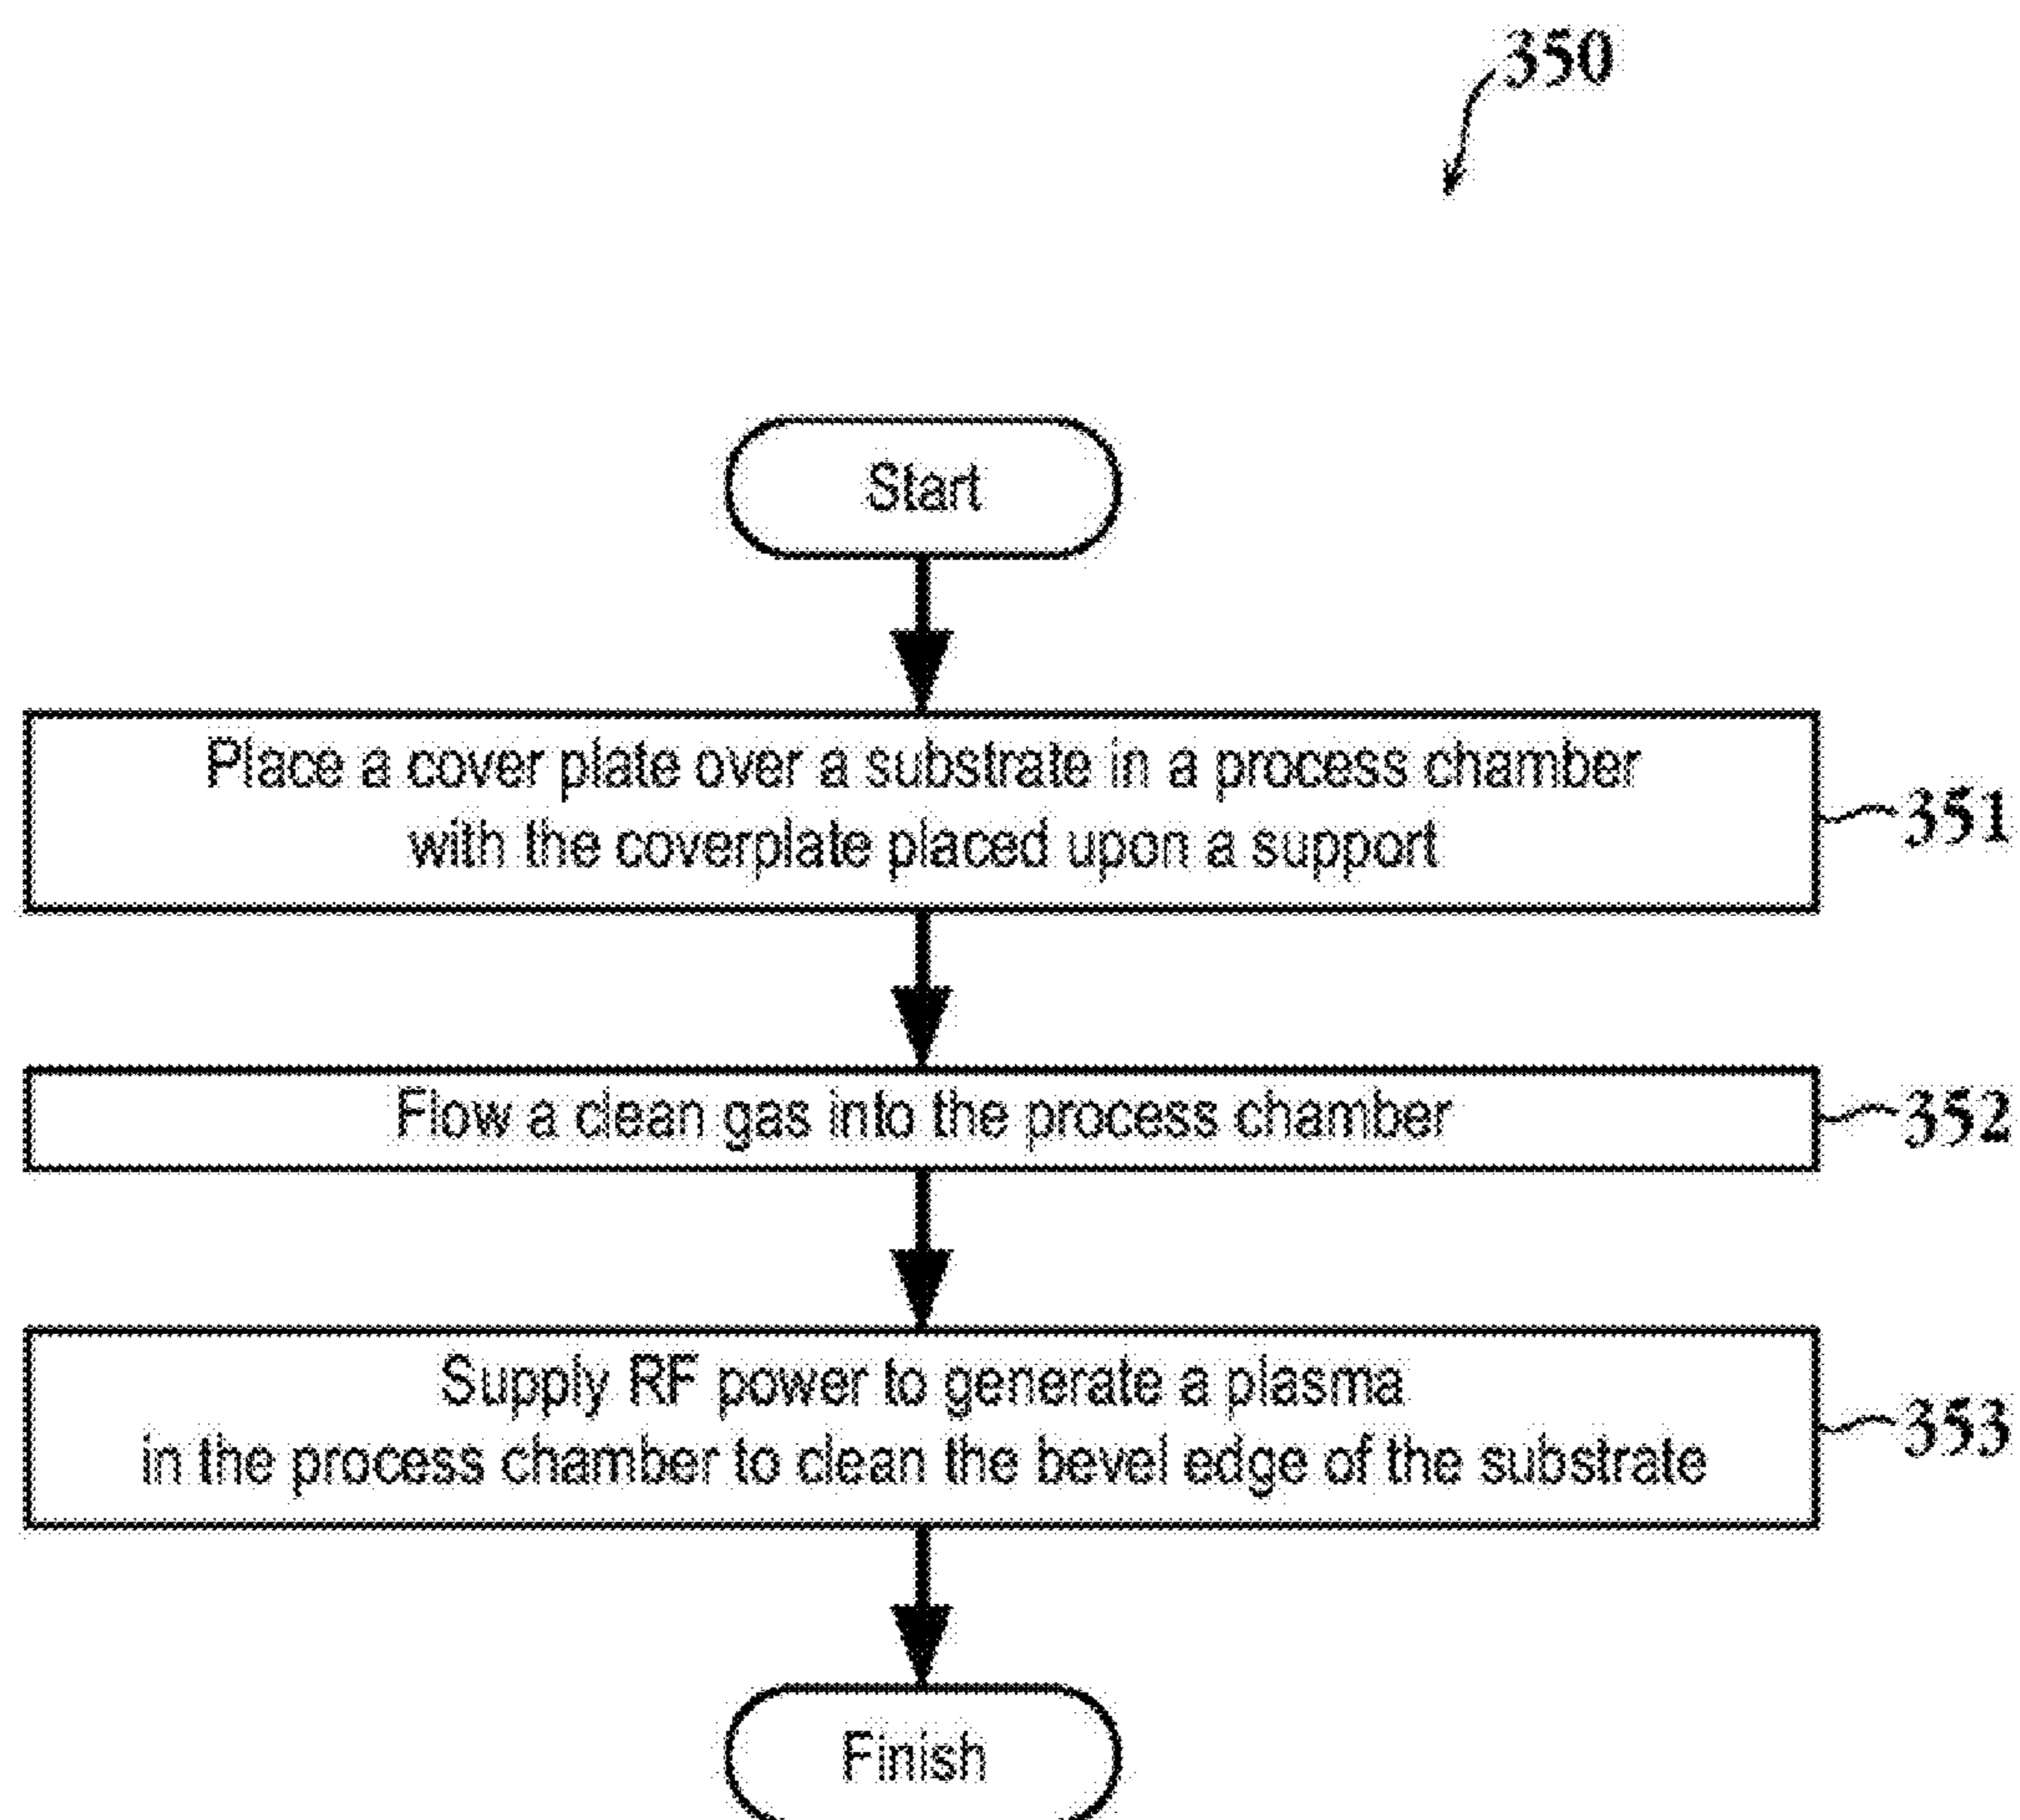 350
Start
Place a cover plate over a substrate in a process chamber
with the coverplate placed upon a support
351
Flow a clean gas into the process chamber
352
Supply RF power to generate a plasma
in the process chamber to clean the bevel edge of the substrate
353
Finish